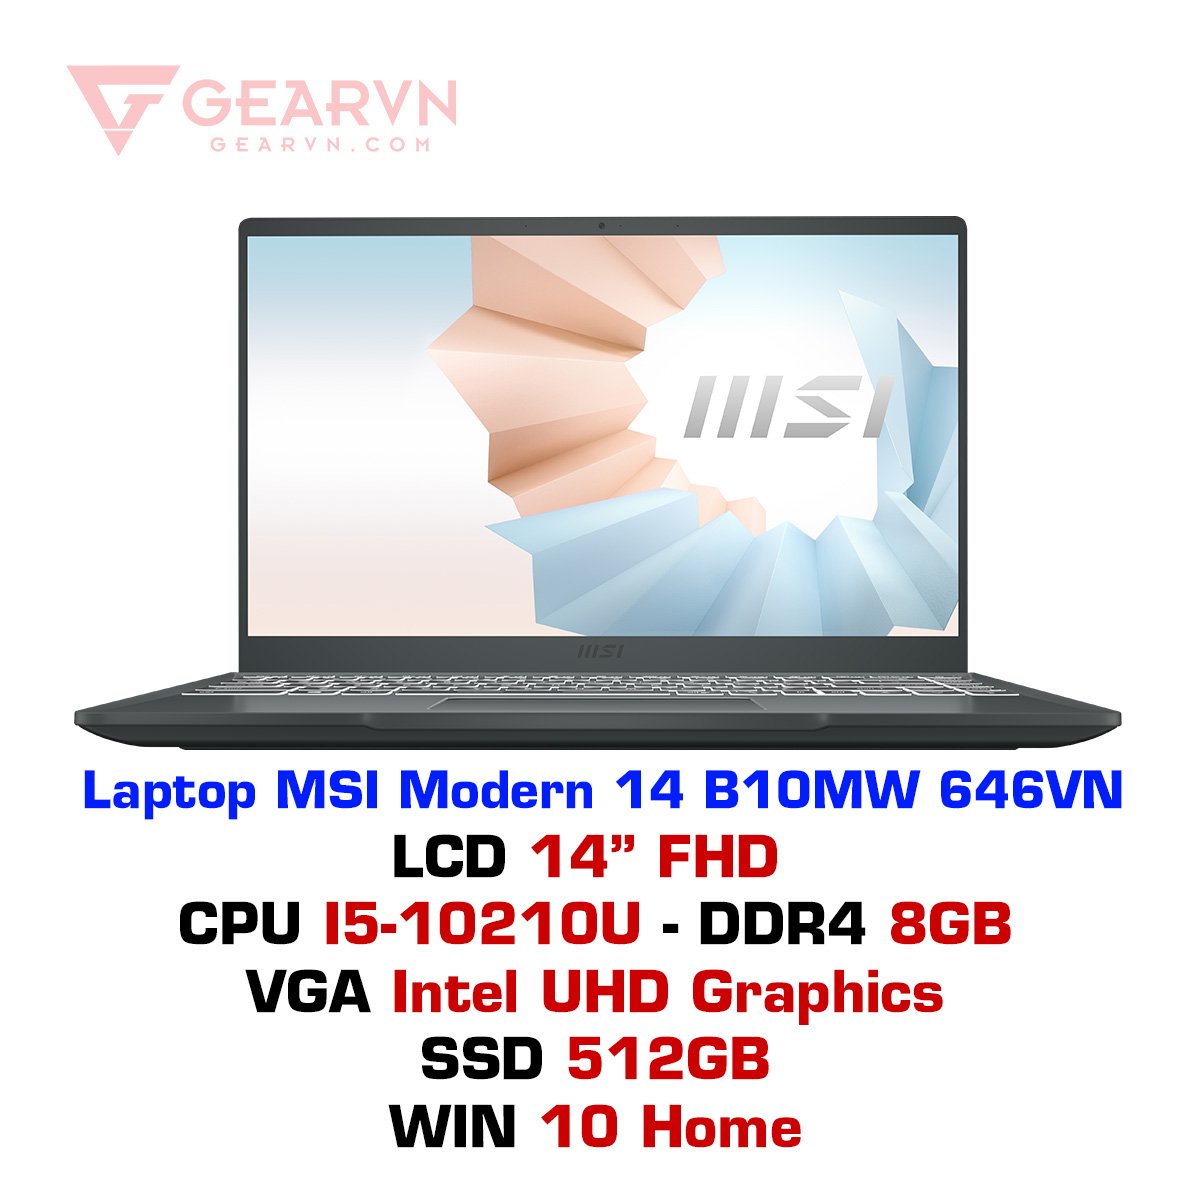 GEARVN
GEARVN.COM
MSI
MSI
Laptop MSI Modern 14 B10MW 646VN
LCD 14” FHD
CPU I5-10210U - DDR4 8GB
VGA Intel UHD Graphics
SSD 512GB
WIN 10 Home